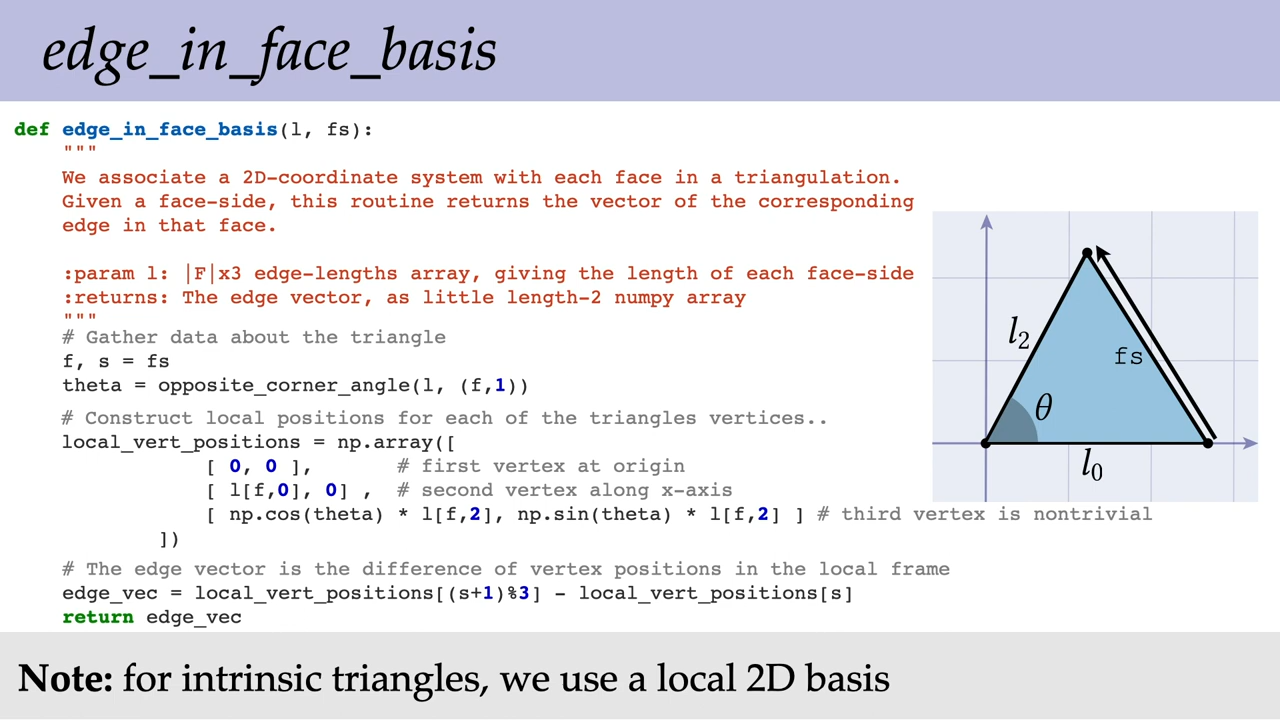 edge_in_face_basis
def edge_in_face_basis(l, fs):
"""
We associate a 2D-coordinate system with each face in a triangulation.
Given a face-side, this routine returns the vector of the corresponding
edge in that face.
:param l: |F|x3 edge-lengths array, giving the length of each face-side
:returns: The edge vector, as little length-2 numpy array
"""
# Gather data about the triangle
f, s = fs
theta = opposite_corner_angle(l, (f,1))
# Construct local positions for each of the triangles vertices..
local_vert_positions = np.array([
[ 0, 0 ], # first vertex at origin
[ l[f,0], 0] , # second vertex along x-axis
[ np.cos(theta) * l[f,2], np.sin(theta) * l[f,2] ] # third vertex is nontrivial
])
# The edge vector is the difference of vertex positions in the local frame
edge_vec = local_vert_positions[(s+1)%3] - local_vert_positions[s]
return edge_vec
l₂
fs
θ
l₀
Note: for intrinsic triangles, we use a local 2D basis